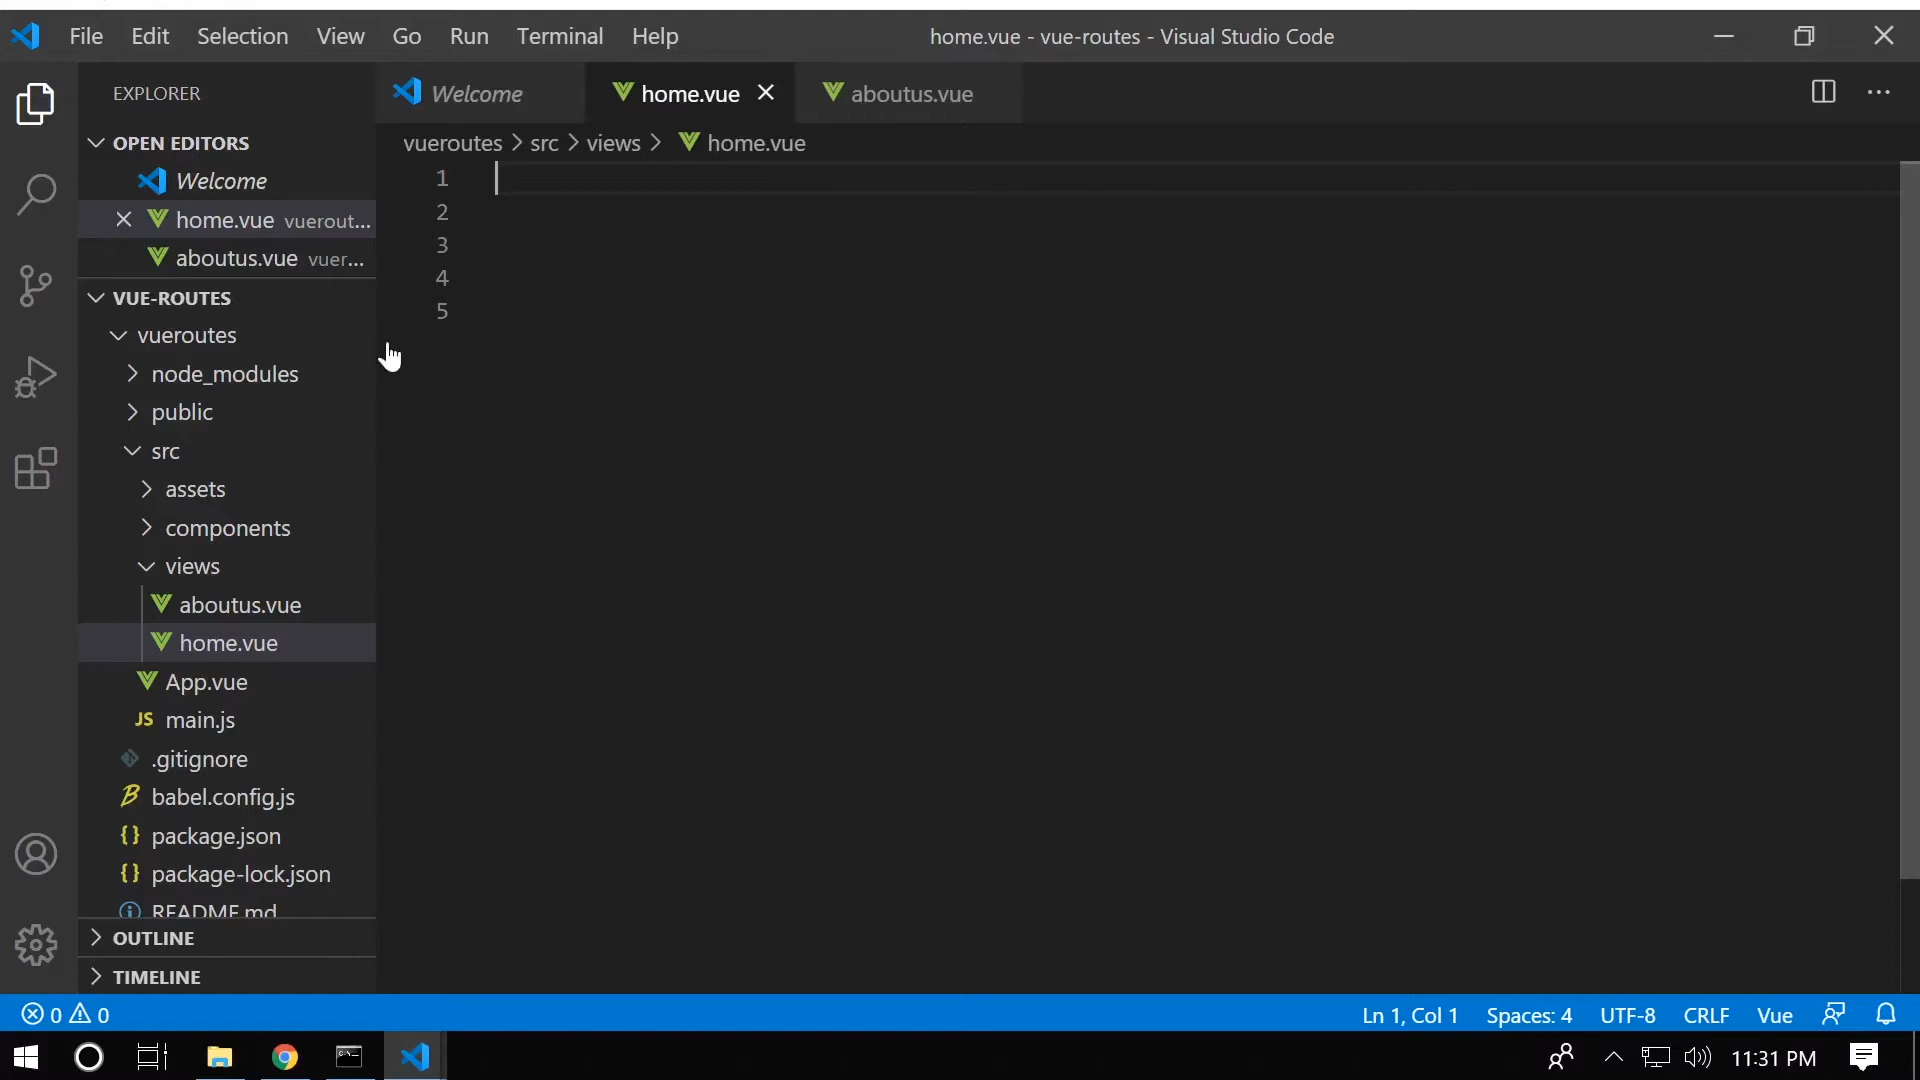 File Edit Selection View Go Run Terminal Help home.vue - vue-routes - Visual Studio Code
EXPLORER
OPEN EDITORS
Welcome
home.vue vuerout...
aboutus.vue vuer...
VUE-ROUTES
vueroutes
node_modules
public
src
assets
components
views
aboutus.vue
home.vue
App.vue
JS main.js
.gitignore
babel.config.js
{} package.json
{} package-lock.json
README.md
OUTLINE
TIMELINE
Welcome home.vue aboutus.vue
vueroutes > src > views > home.vue
1
2
3
4
5
0 0 Ln 1, Col 1 Spaces: 4 UTF-8 CRLF Vue
11:31 PM